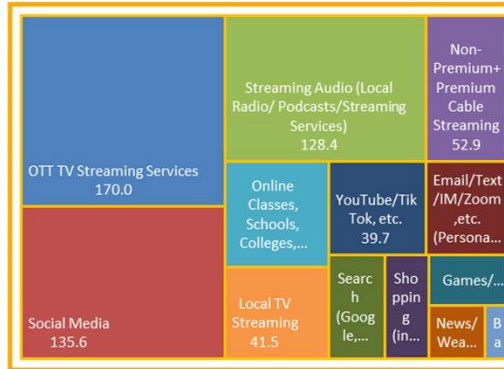 OTT TV Streaming Services
170.0
Social Media
135.6
Streaming Audio (Local
Radio/ Podcasts/Streaming
Services)
128.4
Non-
Premium+
Premium
Cable
Streaming
52.9
Online
Classes,
Schools,
Colleges,...
Local TV
Streaming
41.5
YouTube/Tik
Tok, etc.
39.7
Email/Text
/IM/Zoom
,etc.
(Persona...
Searc
h
(Goog
le,...
Sho
ppin
g
(in...
Games/...
News/
Wea...
B
a